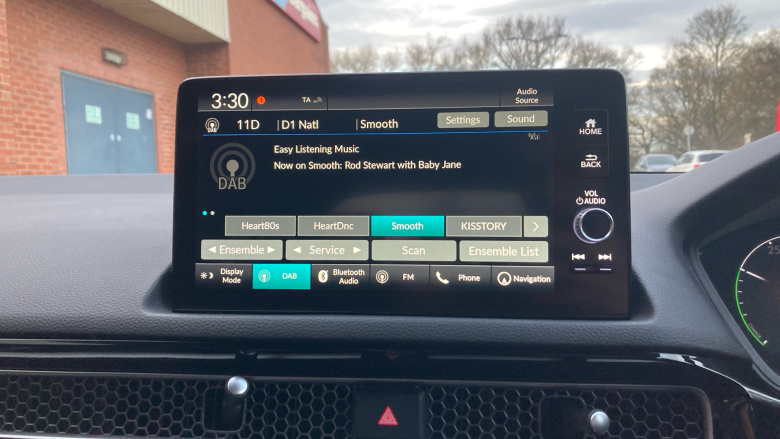 3:30 TA Audio Source
11D D1 Natl Smooth Settings Sound
DAB
Easy Listening Music
Now on Smooth: Rod Stewart with Baby Jane
DAB
Heart80s HeartDnc Smooth KISSTORY >
Ensemble Service Scan Ensemble List
Display Mode DAB Bluetooth Audio FM Phone Navigation
HOME
BACK
VOL
AUDIO